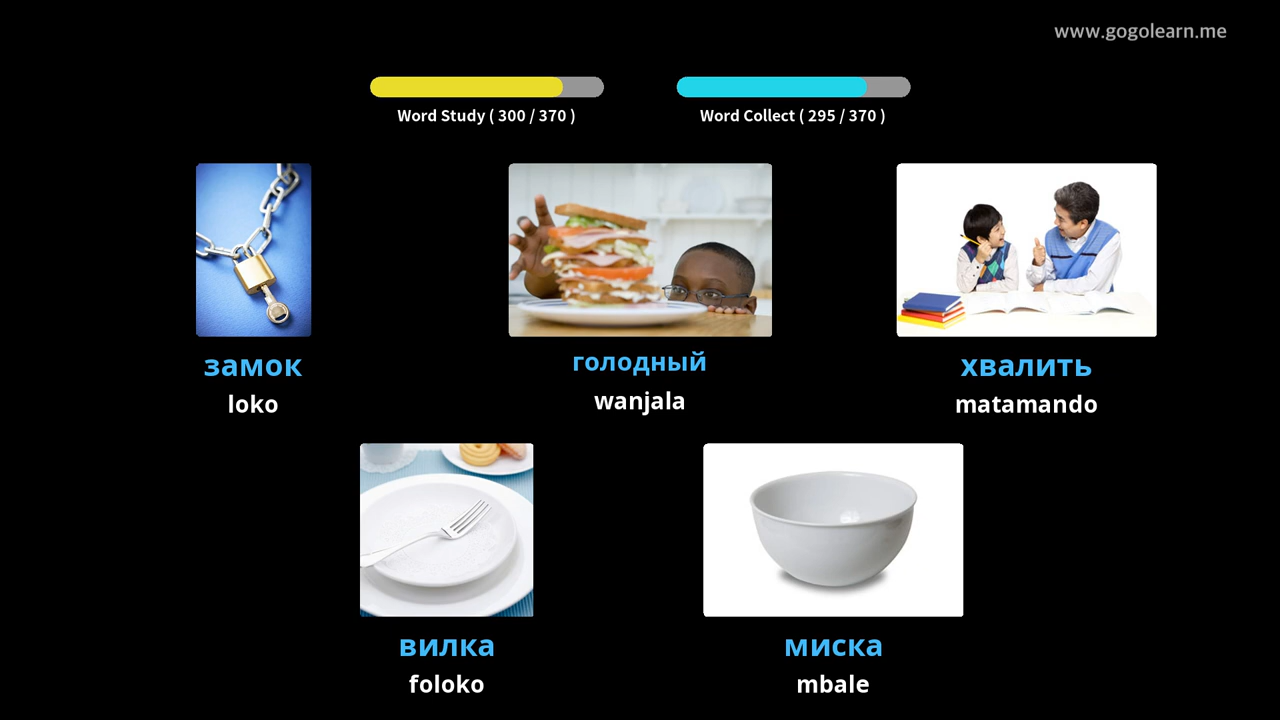 www.gogolearn.me
Word Study ( 300 / 370 )
Word Collect ( 295 / 370 )
замок
loko
голодный
wanjala
хвалить
matamando
вилка
foloko
миска
mbale